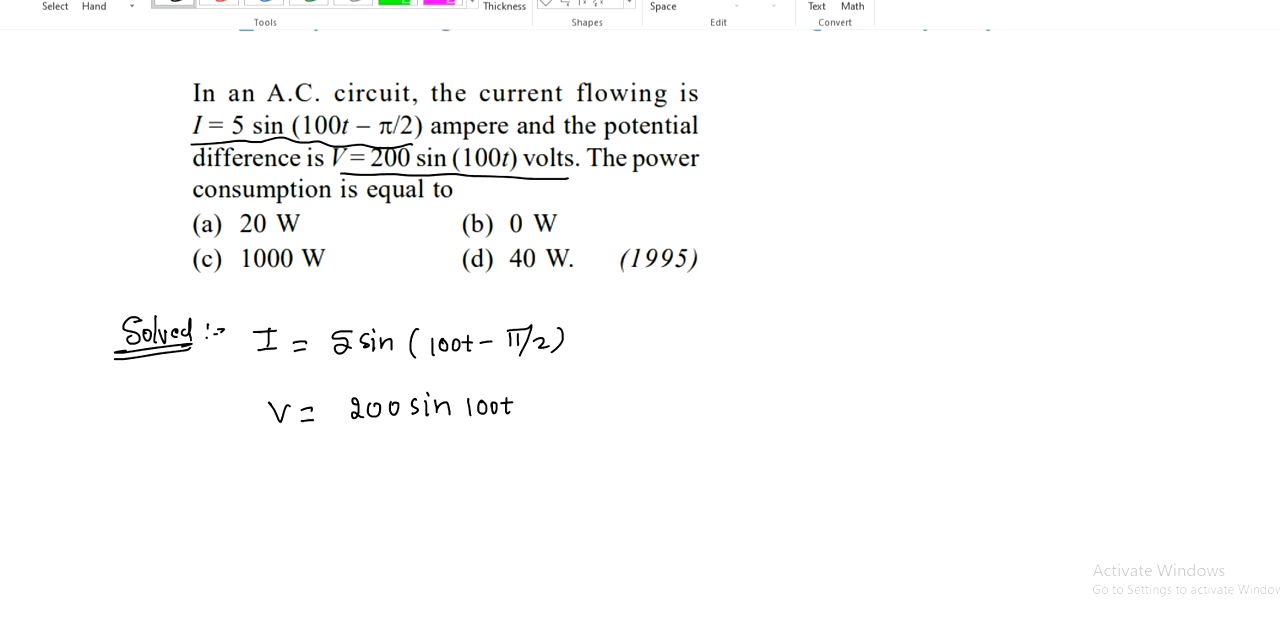 Select Hand Thickness Space Text Math
Tools Shapes Edit Convert
In an A.C. circuit, the current flowing is
I = 5 sin (100t – π/2) ampere and the potential
difference is V = 200 sin (100t) volts. The power
consumption is equal to
(a) 20 W (b) 0 W
(c) 1000 W (d) 40 W. (1995)
Solved :-> I = 5 sin ( 100t - π/2)
V = 200 sin 100t
Activate Windows
Go to Settings to activate Window